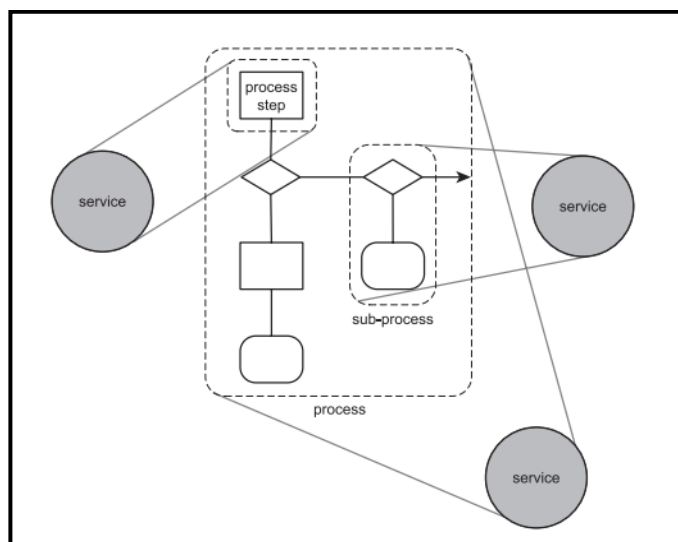 process
step
service
service
sub-process
process
service